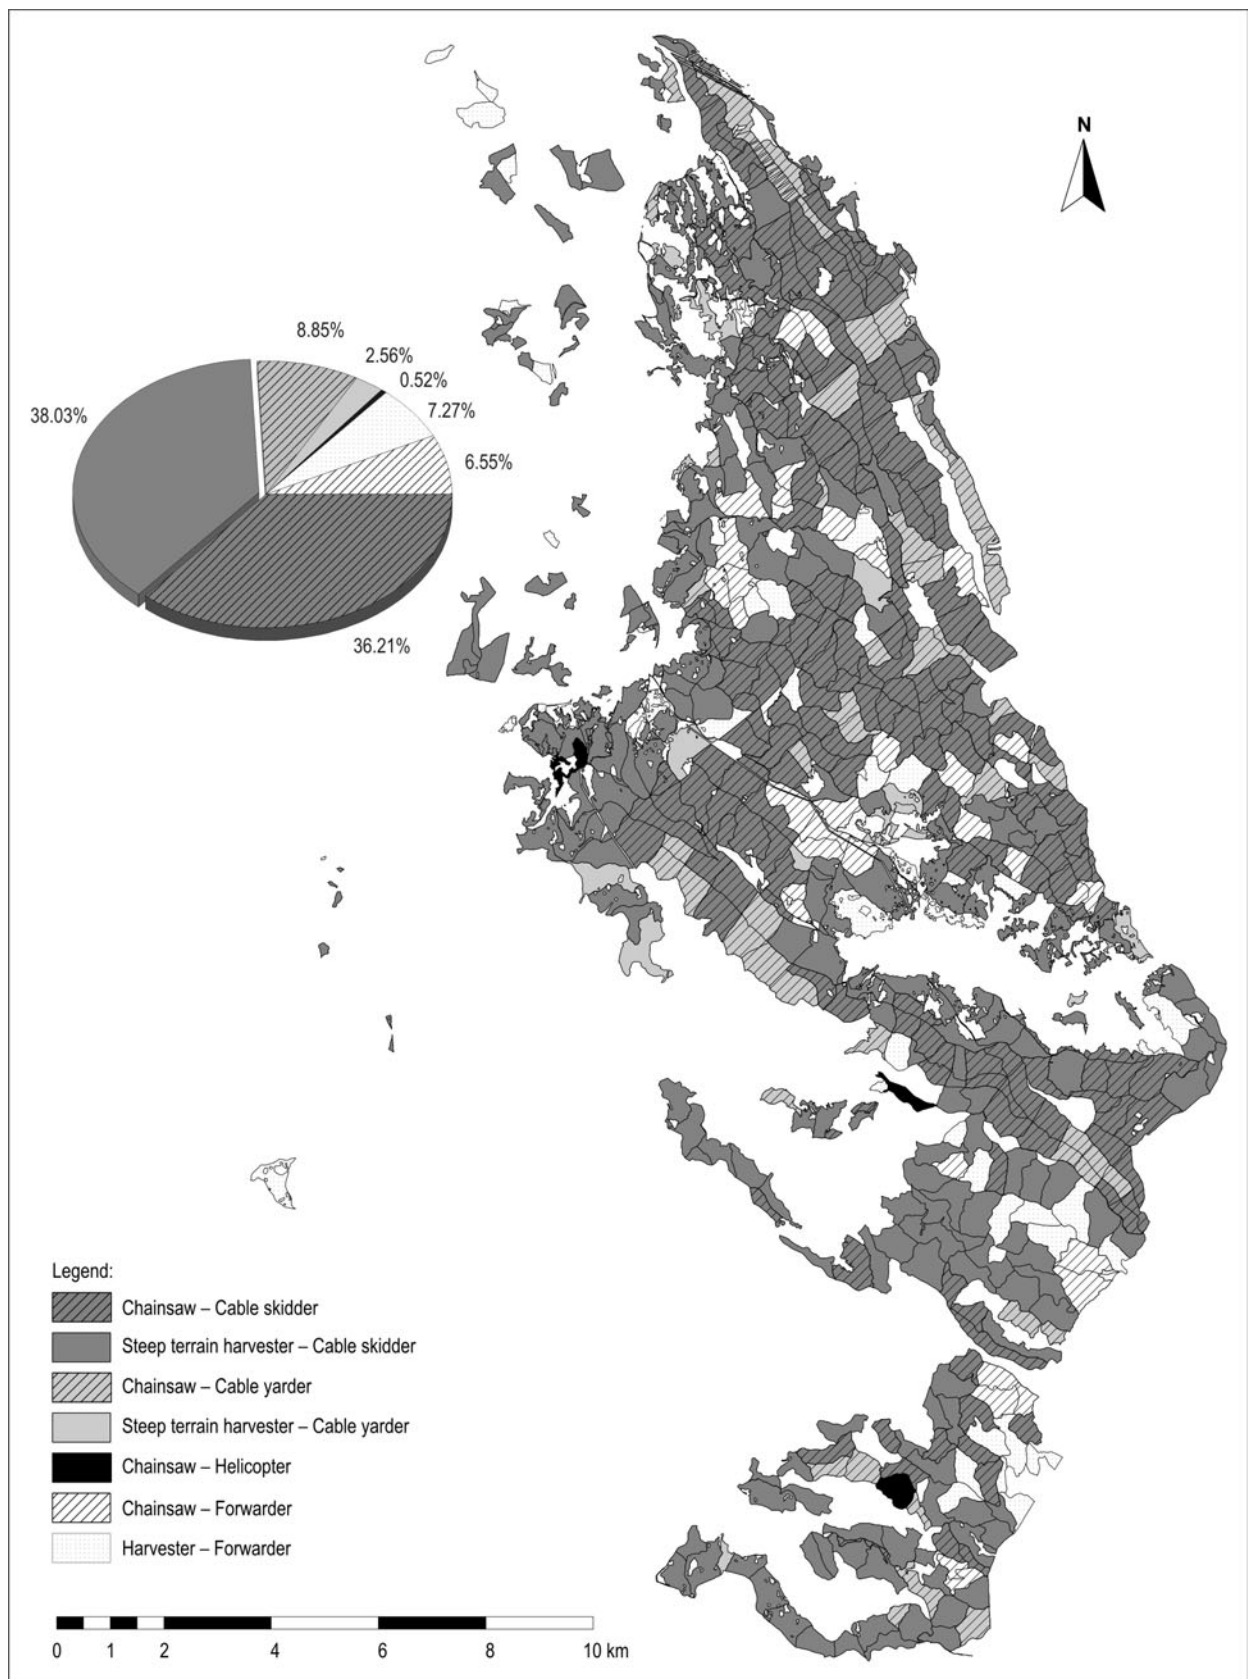 N
8.85%
2.56%
0.52%
7.27%
6.55%
38.03%
36.21%
Legend:
Chainsaw – Cable skidder
Steep terrain harvester – Cable skidder
Chainsaw – Cable yarder
Steep terrain harvester – Cable yarder
Chainsaw – Helicopter
Chainsaw – Forwarder
Harvester – Forwarder
0 1 2 4 6 8 10 km